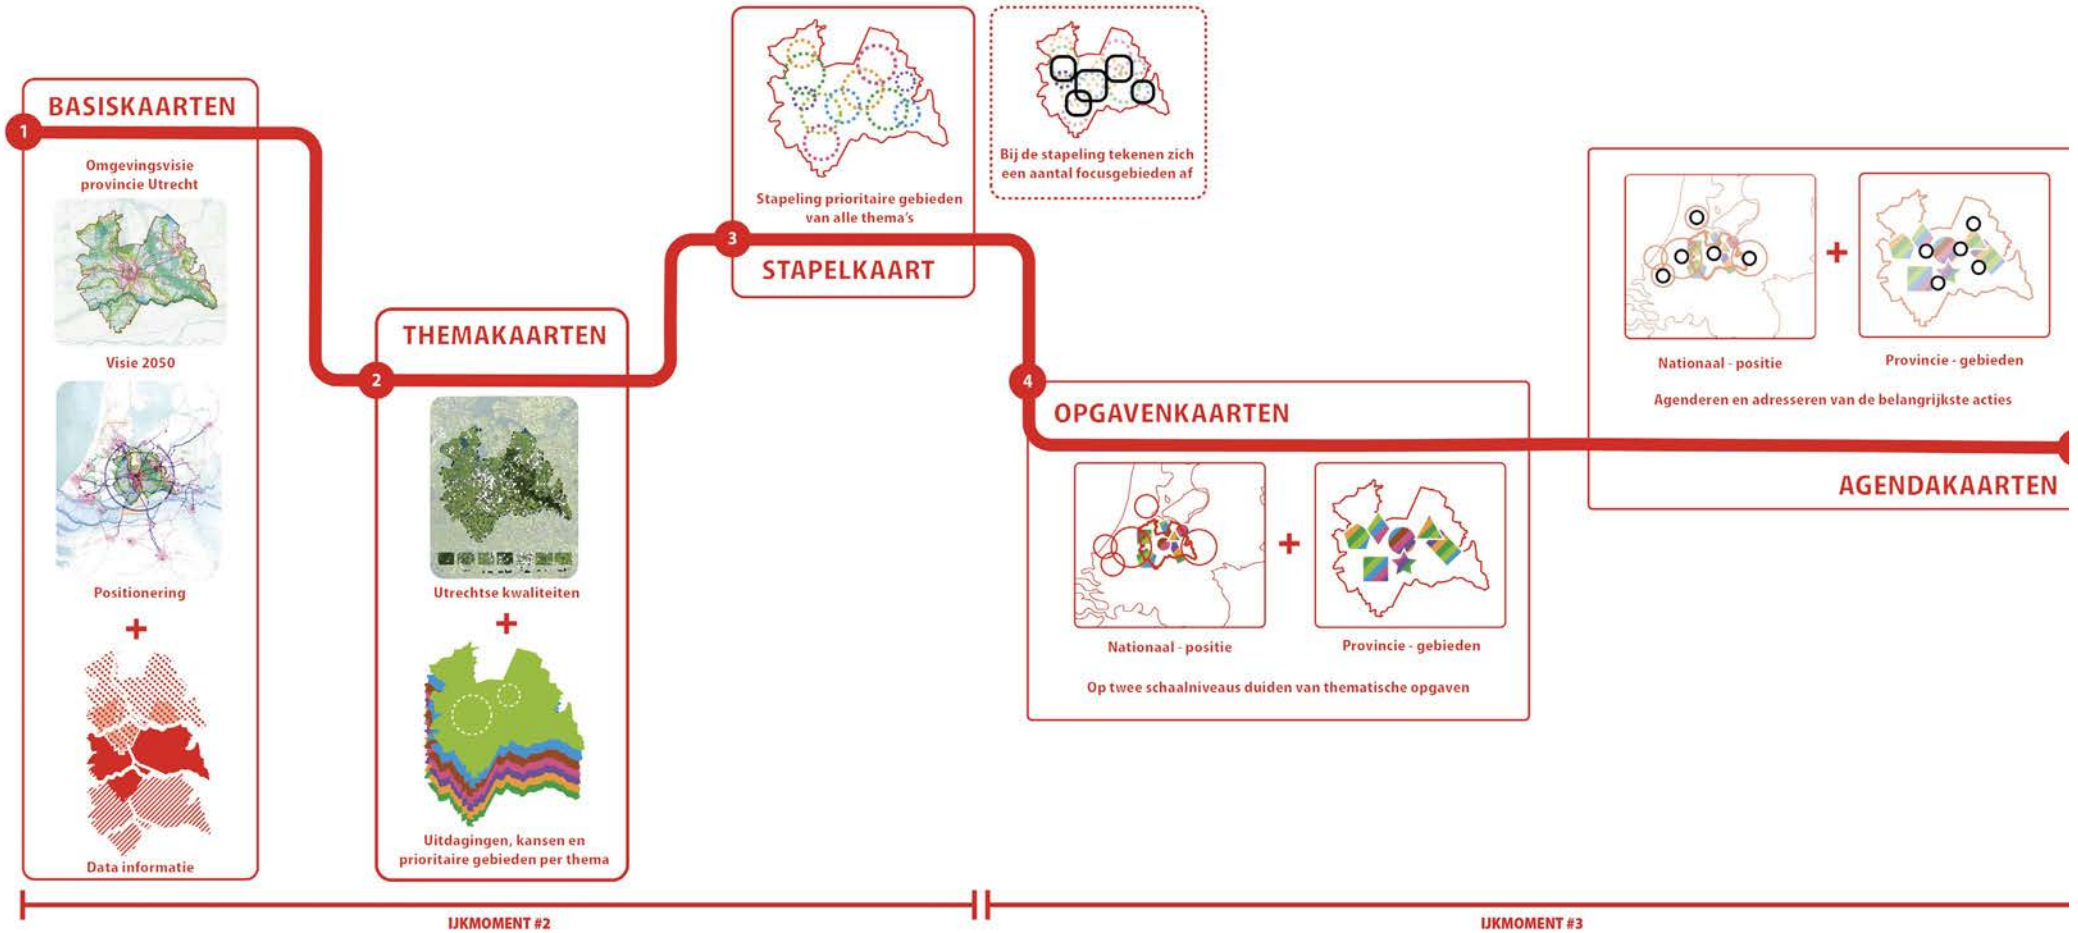 BASISKAARTEN
1
Omgevingsvisie
provincie Utrecht
Visie 2050
Positionering
+
Data informatie
THEMAKAARTEN
2
Utrechtse kwaliteiten
+
Uitdagingen, kansen en
prioritaire gebieden per thema
Stapeling prioritaire gebieden
van alle thema's
3
STAPELKAART
Bij de stapeling tekenen zich
een aantal focusgebieden af
4
OPGAVENKAARTEN
+
Nationaal - positie
Provincie - gebieden
Op twee schaalniveaus duiden van thematische opgaven
+
Nationaal - positie
Provincie - gebieden
Agenderen en adresseren van de belangrijkste acties
AGENDAKAARTEN
IJKMOMENT #2
IJKMOMENT #3